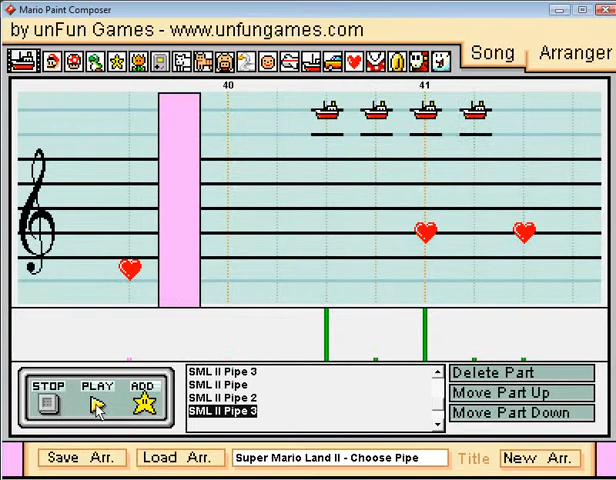 Mario Paint Composer
by unFun Games - www.unfungames.com
Song
Arranger
40 41
STOP PLAY ADD
SML II Pipe 3
SML II Pipe
SML II Pipe 2
SML II Pipe 3
Delete Part
Move Part Up
Move Part Down
Save Arr. Load Arr. Super Mario Land II - Choose Pipe Title New Arr.